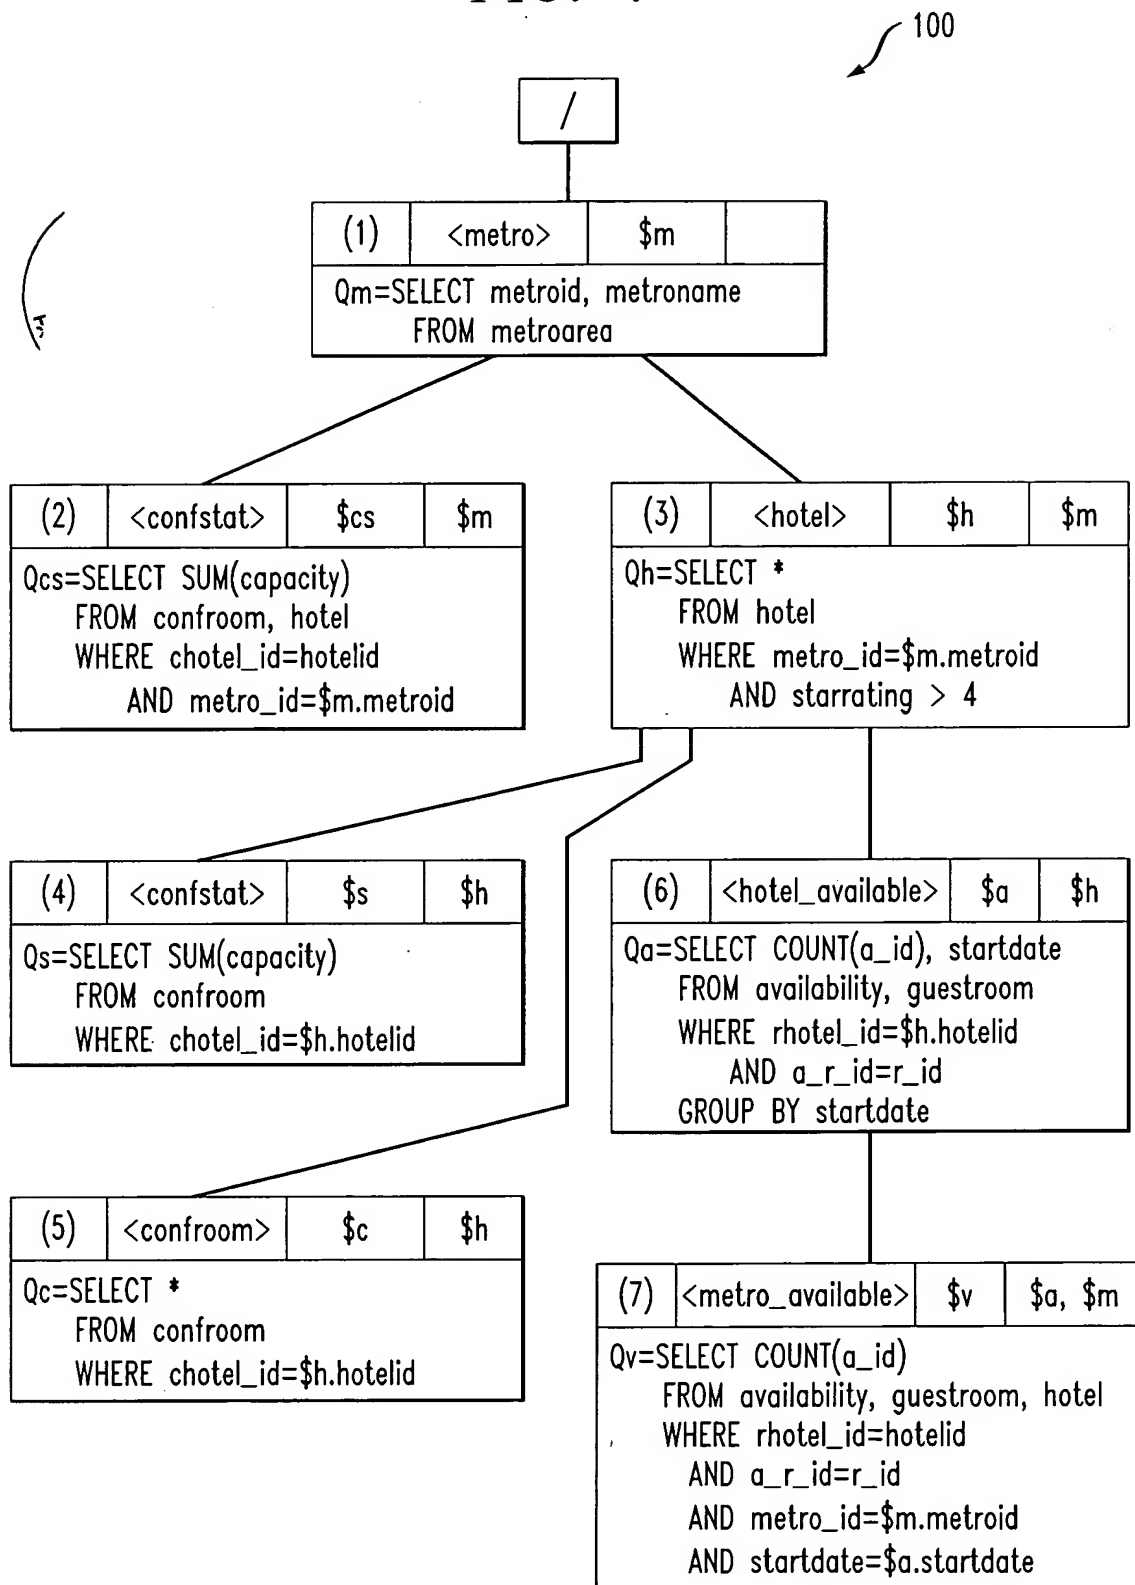 100
/
(1) <metro> $m
Qm=SELECT metroid, metroname
FROM metroarea
(2) <confstat> $cs $m
Qcs=SELECT SUM(capacity)
FROM confroom, hotel
WHERE chotel_id=hotelid
AND metro_id=$m.metroid
(3) <hotel> $h $m
Qh=SELECT *
FROM hotel
WHERE metro_id=$m.metroid
AND starrating > 4
(4) <confstat> $s $h
Qs=SELECT SUM(capacity)
FROM confroom
WHERE chotel_id=$h.hotelid
(6) <hotel_available> $a $h
Qa=SELECT COUNT(a_id), startdate
FROM availability, guestroom
WHERE rhotel_id=$h.hotelid
AND a_r_id=r_id
GROUP BY startdate
(5) <confroom> $c $h
Qc=SELECT *
FROM confroom
WHERE chotel_id=$h.hotelid
(7) <metro_available> $v $a, $m
Qv=SELECT COUNT(a_id)
FROM availability, guestroom, hotel
WHERE rhotel_id=hotelid
AND a_r_id=r_id
AND metro_id=$m.metroid
AND startdate=$a.startdate